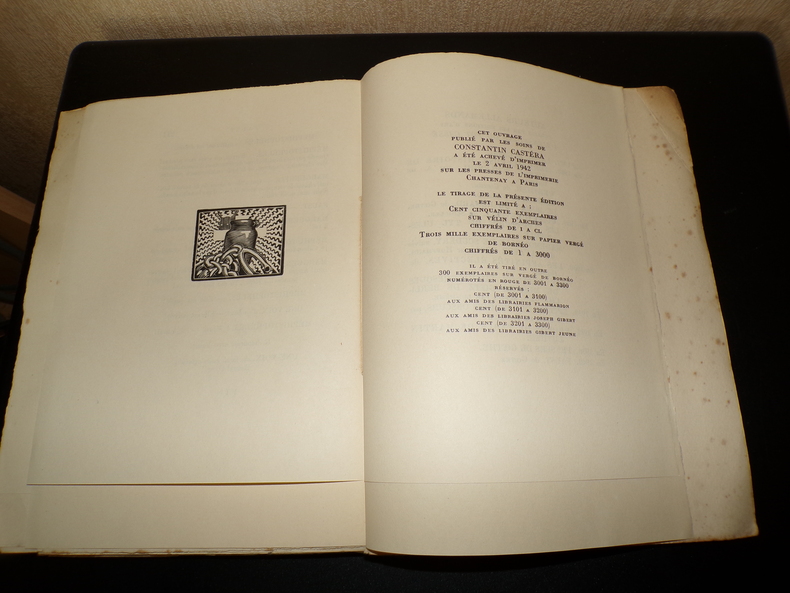 CET OUVRAGE
PUBLIÉ PAR LES SOINS DE
CONSTANTIN CASTÉRA
A ÉTÉ ACHEVÉ D'IMPRIMER
LE 2 AVRIL 1942
SUR LES PRESSES DE L'IMPRIMERIE
CHANTENAY A PARIS
LE TIRAGE DE LA PRÉSENTE ÉDITION
EST LIMITÉ A :
CENT CINQUANTE EXEMPLAIRES
SUR VÉLIN D'ARCHES
CHIFFRÉS DE I A CL
TROIS MILLE EXEMPLAIRES SUR PAPIER VERGÉ
DE BORNÉO
CHIFFRÉS DE 1 A 3000
IL A ÉTÉ TIRÉ EN OUTRE
300 EXEMPLAIRES SUR VERGÉ DE BORNÉO
NUMÉROTÉS EN ROUGE DE 3001 A 3300
RÉSERVÉS :
CENT (DE 3001 A 3100)
AUX AMIS DES LIBRAIRIES FLAMMARION
CENT (DE 3101 A 3200)
AUX AMIS DES LIBRAIRIES JOSEPH GIBERT
CENT (DE 3201 A 3300)
AUX AMIS DES LIBRAIRIES GIBERT JEUNE